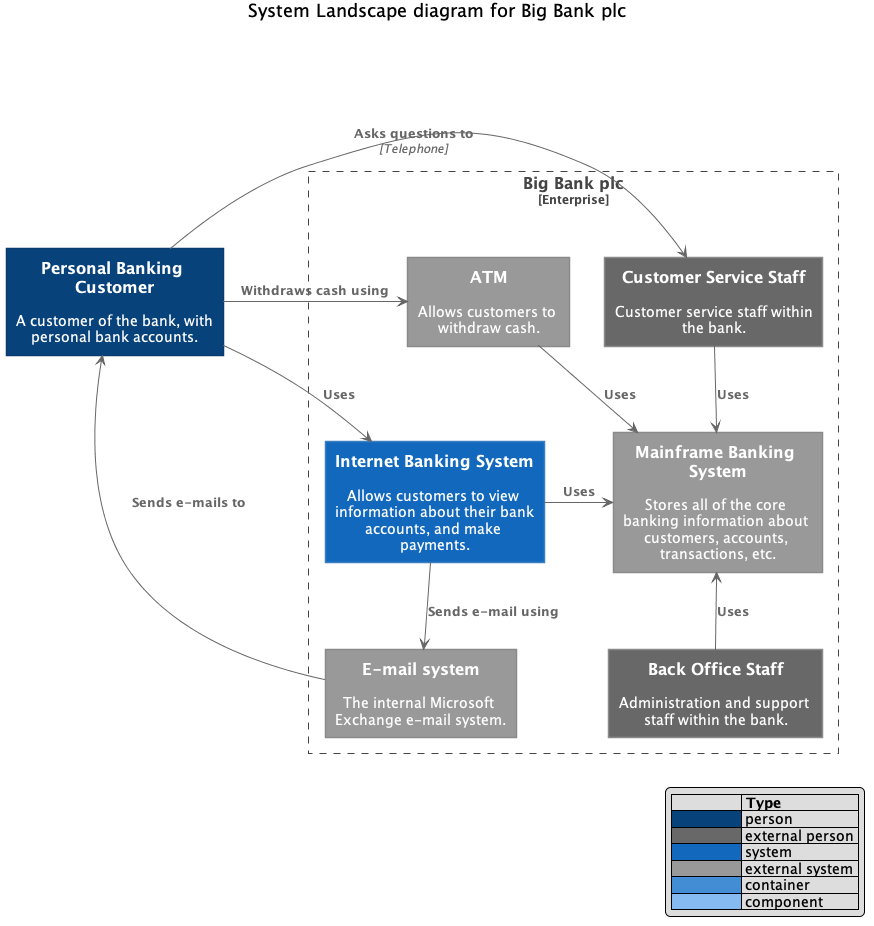 System Landscape diagram for Big Bank plc
Asks questions to
[Telephone]
Big Bank plc
[Enterprise]
Personal Banking
Customer
A customer of the bank, with
personal bank accounts.
Withdraws cash using
ATM
Allows customers to
withdraw cash.
Customer Service Staff
Customer service staff within
the bank.
Uses
Uses
Uses
Internet Banking System
Allows customers to view
information about their bank
accounts, and make
payments.
Uses
Mainframe Banking
System
Stores all of the core
banking information about
customers, accounts,
transactions, etc.
Sends e-mails to
Sends e-mail using
Uses
E-mail system
The internal Microsoft
Exchange e-mail system.
Back Office Staff
Administration and support
staff within the bank.
Type
person
external person
system
external system
container
component